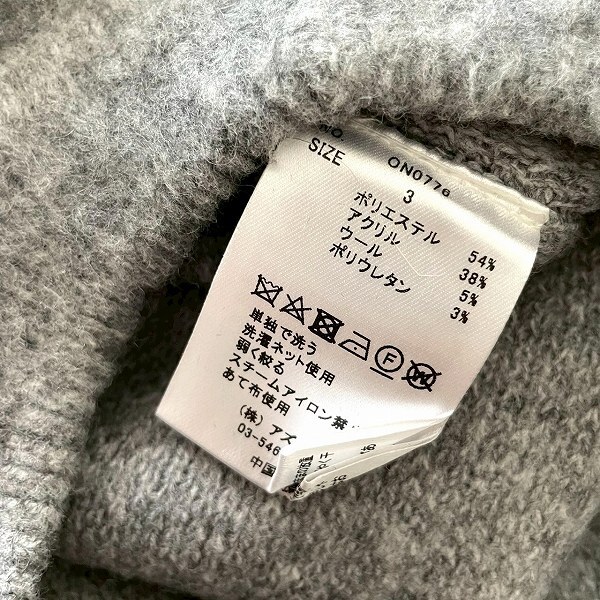 NO. ON0776
SIZE 3
ポリエステル 54%
アクリル 38%
ウール 5%
ポリウレタン 3%
単独で洗う
洗濯ネット使用
弱く絞る
スチームアイロン禁
あて布使用
(株)アズ
03-546
中国